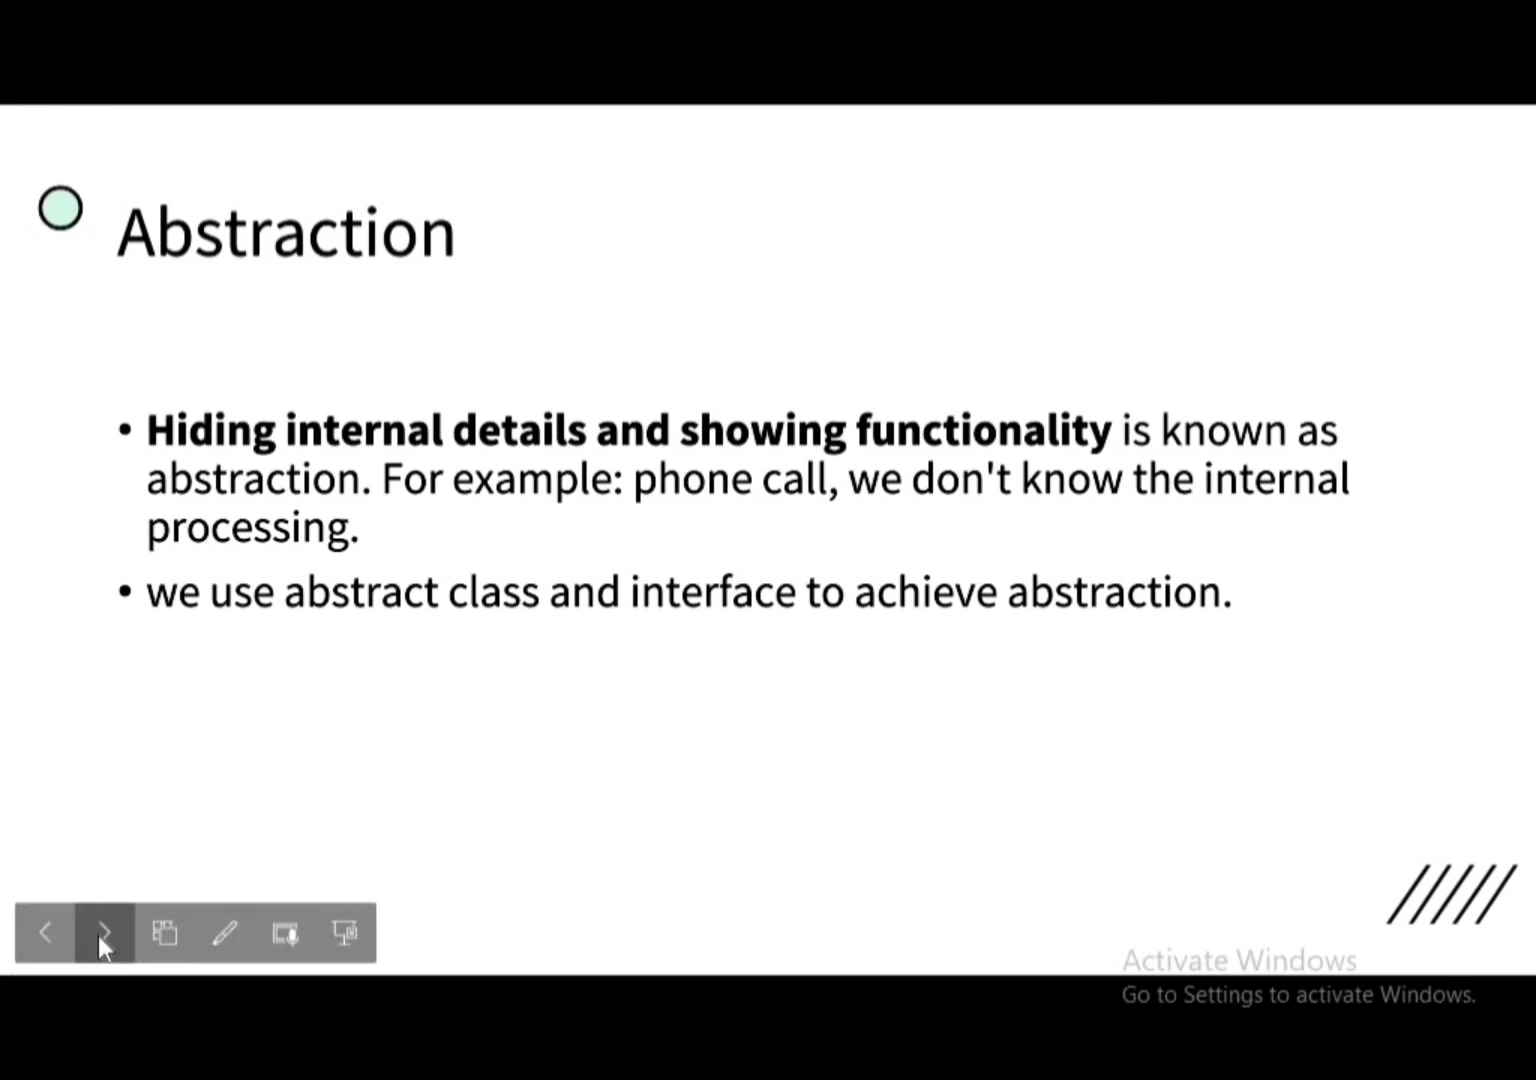 Abstraction
• Hiding internal details and showing functionality is known as
abstraction. For example: phone call, we don't know the internal
processing.
• we use abstract class and interface to achieve abstraction.
Activate Windows
Go to Settings to activate Windows.